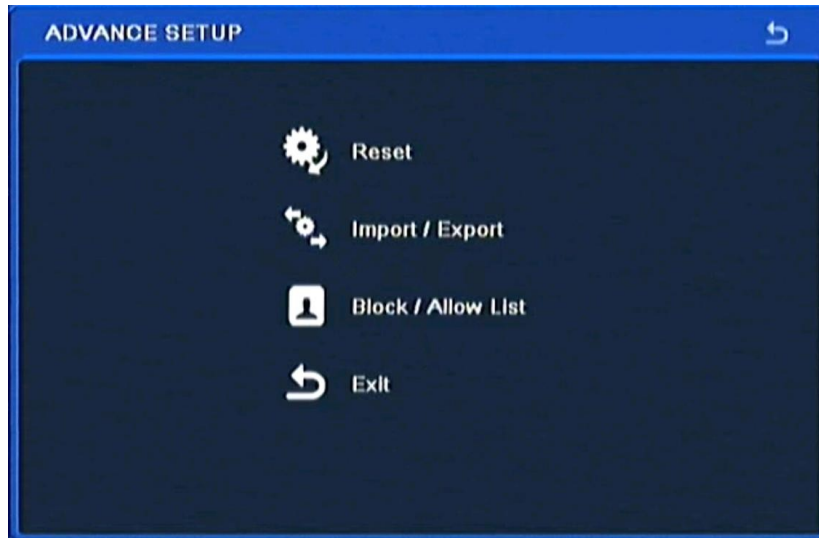 ADVANCE SETUP
Reset
Import / Export
Block / Allow List
Exit